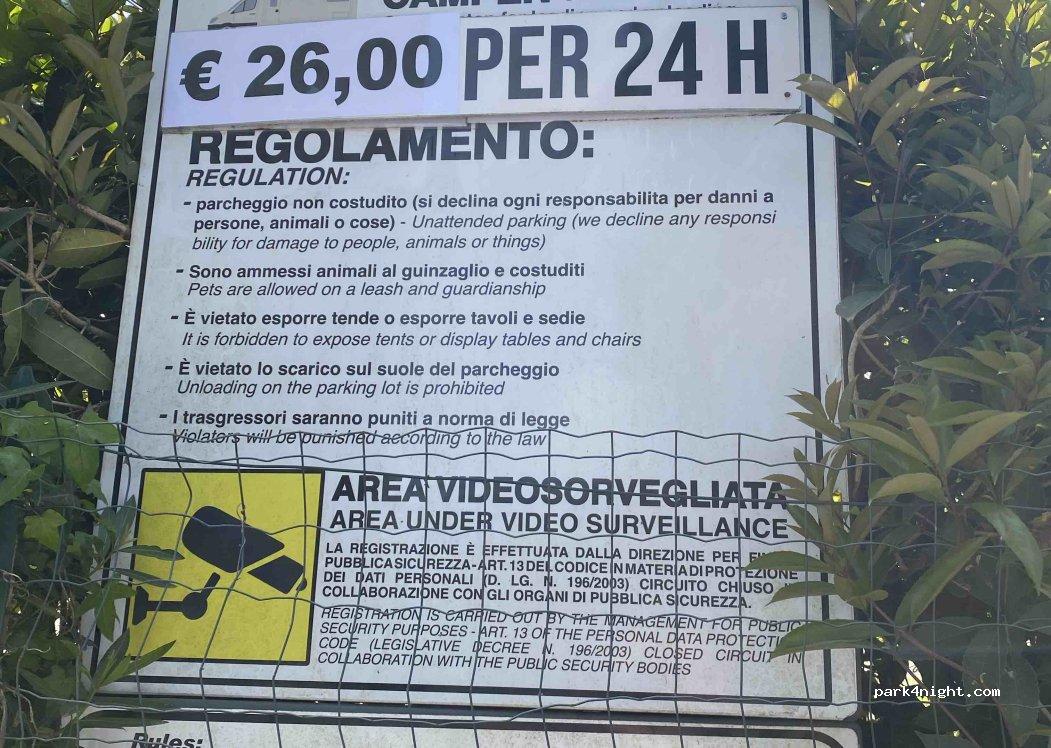 CAMPER
€ 26,00 PER 24 H
REGOLAMENTO:
REGULATION:
- parcheggio non costudito (si declina ogni responsabilita per danni a
persone, animali o cose) - Unattended parking (we decline any responsi
bility for damage to people, animals or things)
- Sono ammessi animali al guinzaglio e costuditi
Pets are allowed on a leash and guardianship
- È vietato esporre tende o esporre tavoli e sedie
It is forbidden to expose tents or display tables and chairs
- È vietato lo scarico sul suole del parcheggio
Unloading on the parking lot is prohibited
- I trasgressori saranno puniti a norma di legge
Violators will be punished according to the law
AREA VIDEOSORVEGLIATA
AREA UNDER VIDEO SURVEILLANCE
LA REGISTRAZIONE È EFFETTUATA DALLA DIREZIONE PER
PUBBLICA SICUREZZA - ART. 13 DEL CODICE IN MATERIA DI PROTEZIONE
DEI DATI PERSONALI (D. LG. N. 196/2003) CIRCUITO CHIUSO
COLLABORAZIONE CON GLI ORGANI DI PUBBLICA SICUREZZA.
REGISTRATION IS CARRIED OUT BY THE MANAGEMENT FOR PUBLIC
SECURITY PURPOSES - ART. 13 OF THE PERSONAL DATA PROTECTION
CODE (LEGISLATIVE DECREE N. 196/2003) CLOSED CIRCUIT IN
COLLABORATION WITH THE PUBLIC SECURITY BODIES
park4night.com
Rules: